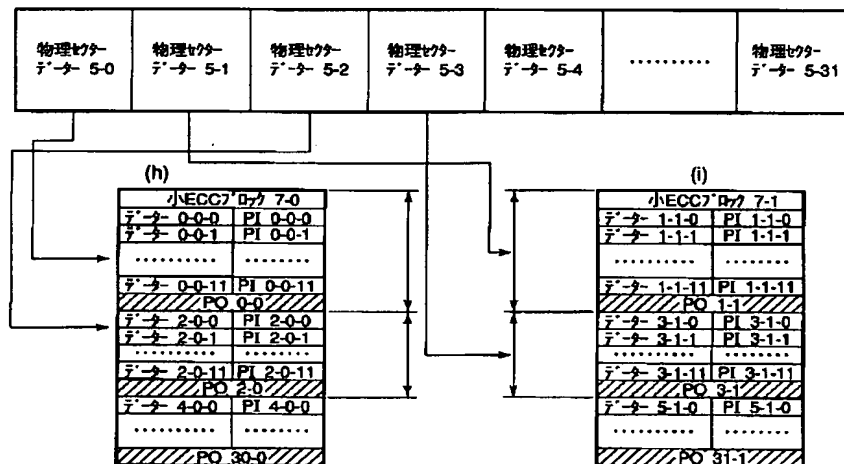 物理セクター
データー 5-0
物理セクター
データー 5-1
物理セクター
データー 5-2
物理セクター
データー 5-3
物理セクター
データー 5-4
..........
物理セクター
データー 5-31
(h)
小ECCブロック 7-0
データー 0-0-0 PI 0-0-0
データー 0-0-1 PI 0-0-1
.......... ........
データー 0-0-11 PI 0-0-11
PO 0-0
データー 2-0-0 PI 2-0-0
データー 2-0-1 PI 2-0-1
.......... ........
データー 2-0-11 PI 2-0-11
PO 2-0
データー 4-0-0 PI 4-0-0
.......... ........
PO 30-0
(i)
小ECCブロック 7-1
データー 1-1-0 PI 1-1-0
データー 1-1-1 PI 1-1-1
.......... ........
データー 1-1-11 PI 1-1-11
PO 1-1
データー 3-1-0 PI 3-1-0
データー 3-1-1 PI 3-1-1
.......... ........
データー 3-1-11 PI 3-1-11
PO 3-1
データー 5-1-0 PI 5-1-0
.......... ........
PO 31-1